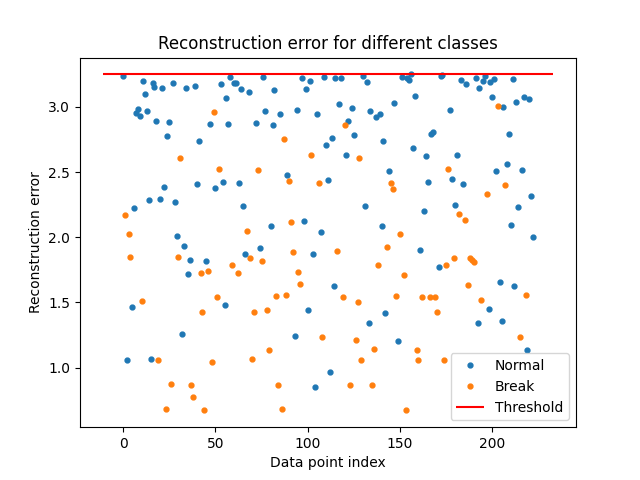 Reconstruction error for different classes
Reconstruction error
3.0
2.5
2.0
1.5
1.0
0
50
100
150
200
Data point index
Normal
Break
Threshold